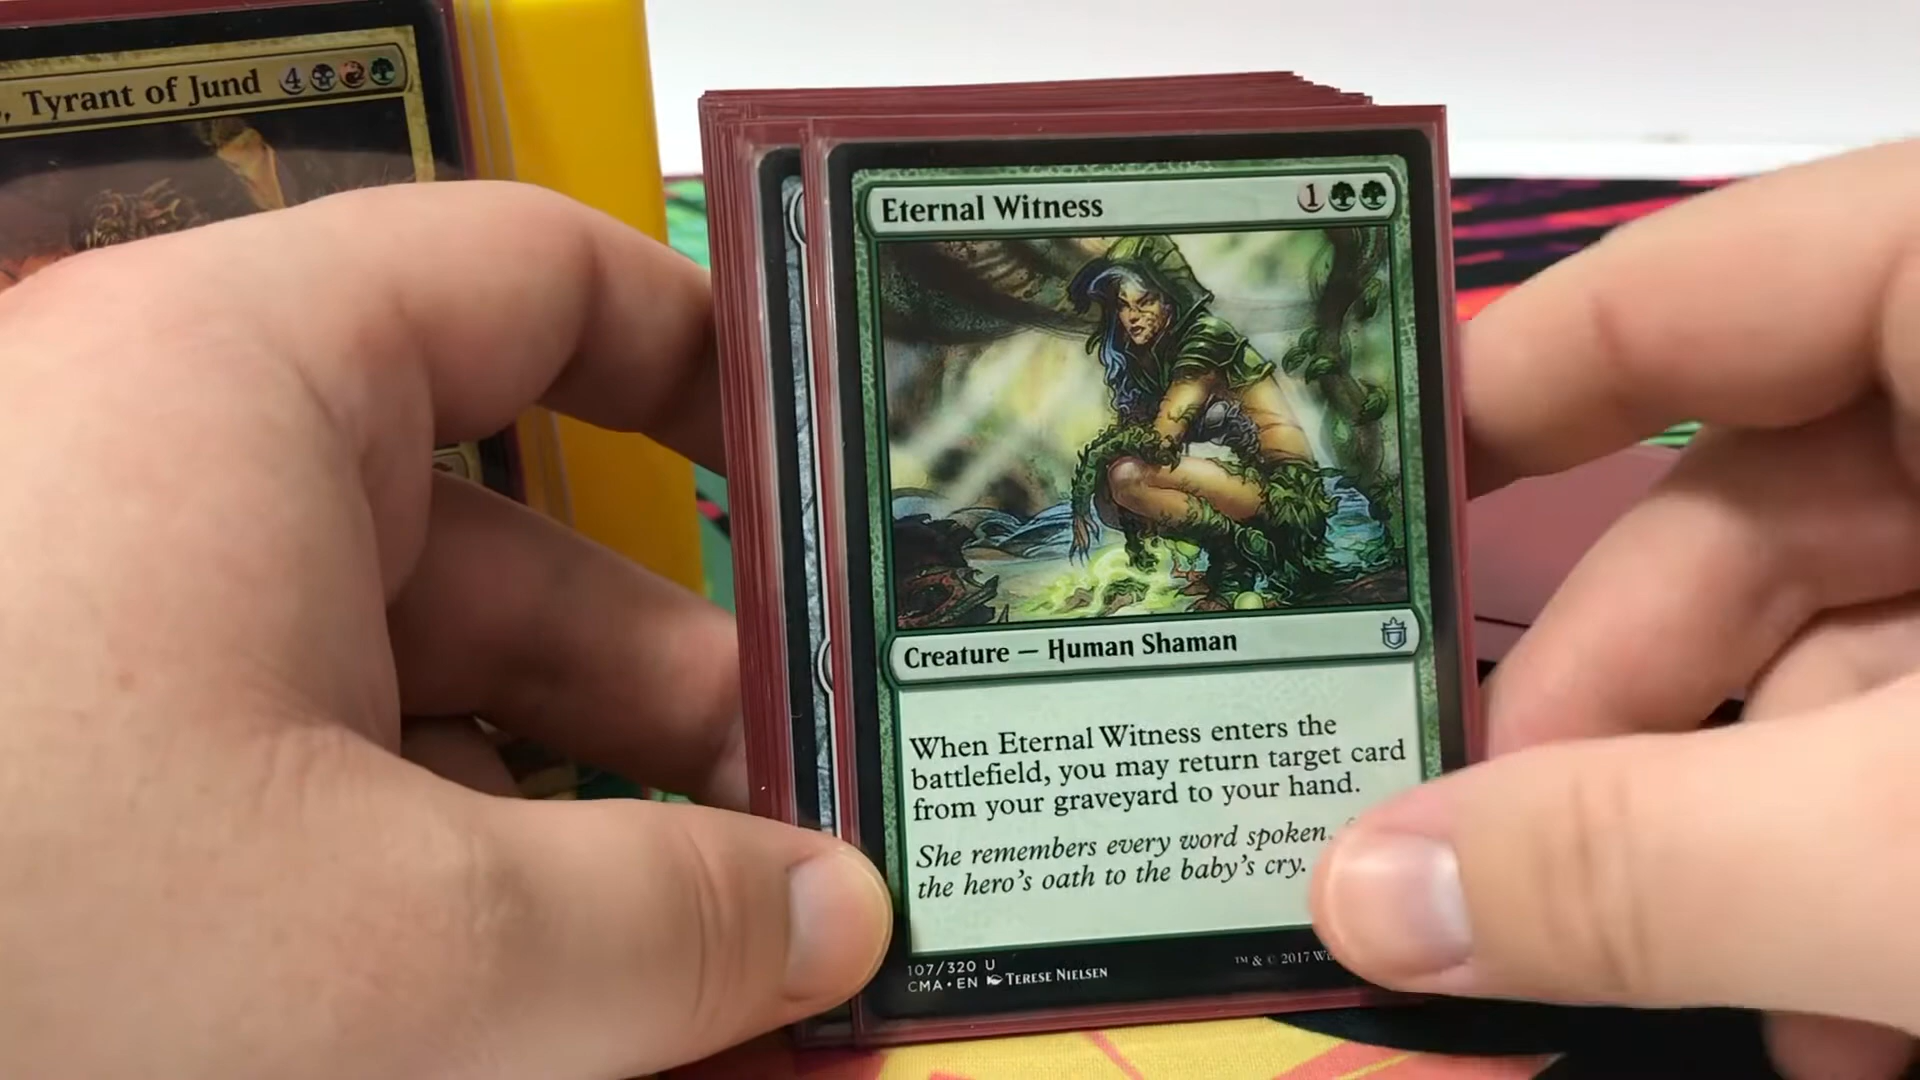 , Tyrant of Jund 4
Eternal Witness 1
Creature — Human Shaman
When Eternal Witness enters the
battlefield, you may return target card
from your graveyard to your hand.
She remembers every word spoken,
the hero's oath to the baby's cry.
107/320 U
CMA • EN TERESE NIELSEN
™ & © 2017